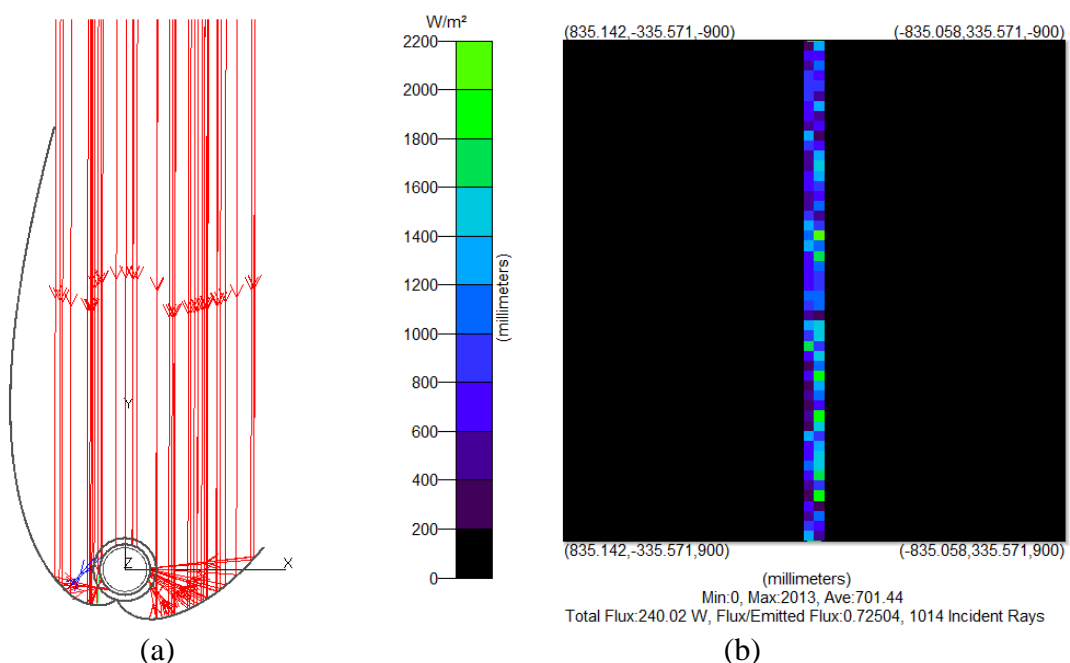 W/m²
2200
2000
1800
1600
1400
1200
1000
800
600
400
200
0
Y
Z
X
(a)
(835.142,-335.571,-900)
(-835.058,335.571,-900)
(millimeters)
(835.142,-335.571,900)
(-835.058,335.571,900)
(millimeters)
Min:0, Max:2013, Ave:701.44
Total Flux:240.02 W, Flux/Emitted Flux:0.72504, 1014 Incident Rays
(b)